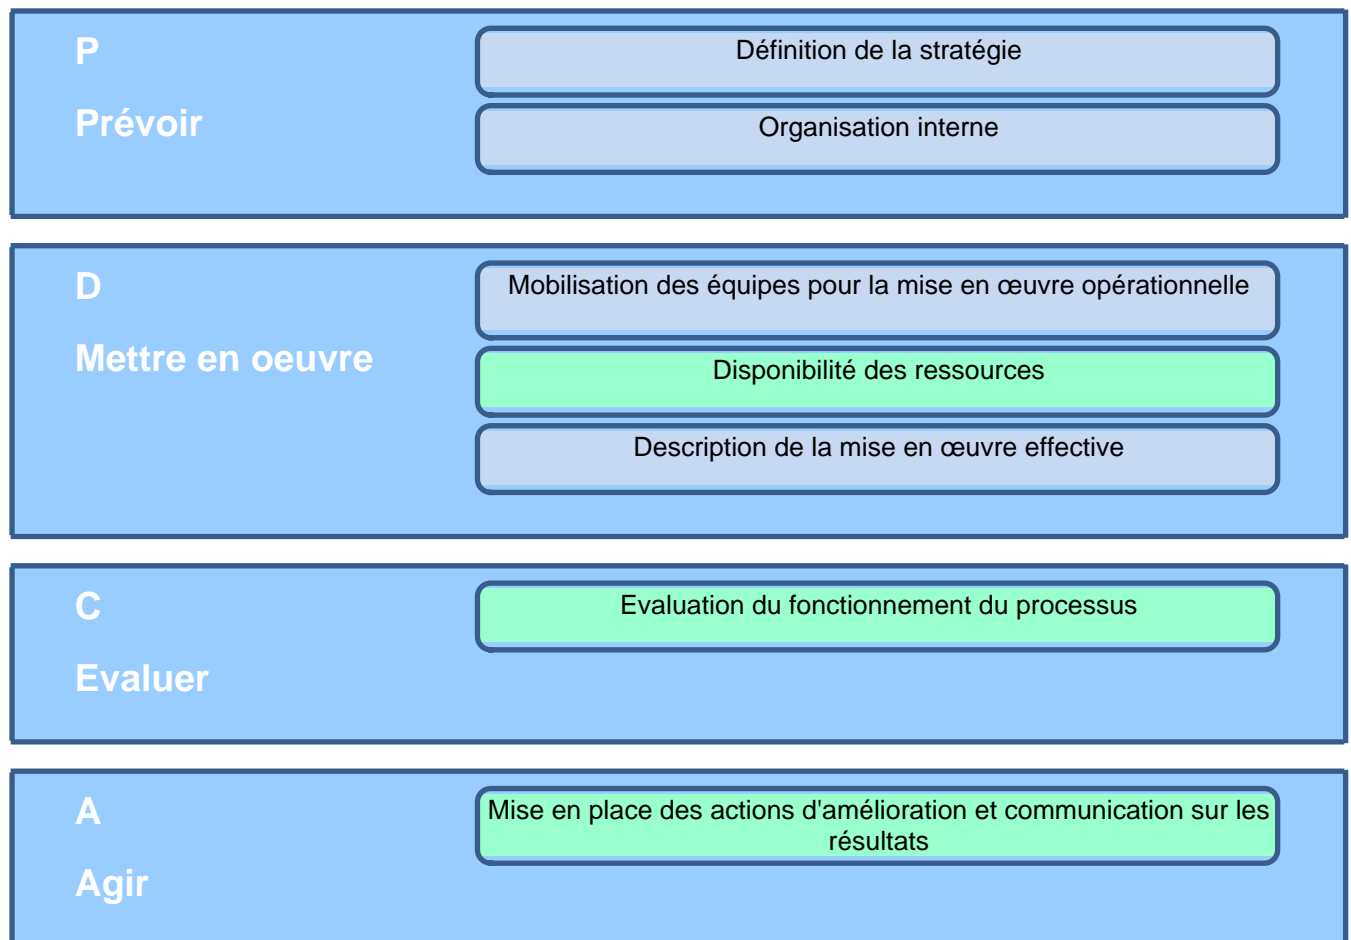 P
Prévoir
Définition de la stratégie
Organisation interne
D
Mettre en oeuvre
Mobilisation des équipes pour la mise en œuvre opérationnelle
Disponibilité des ressources
Description de la mise en œuvre effective
C
Evaluer
Evaluation du fonctionnement du processus
A
Agir
Mise en place des actions d'amélioration et communication sur les
résultats